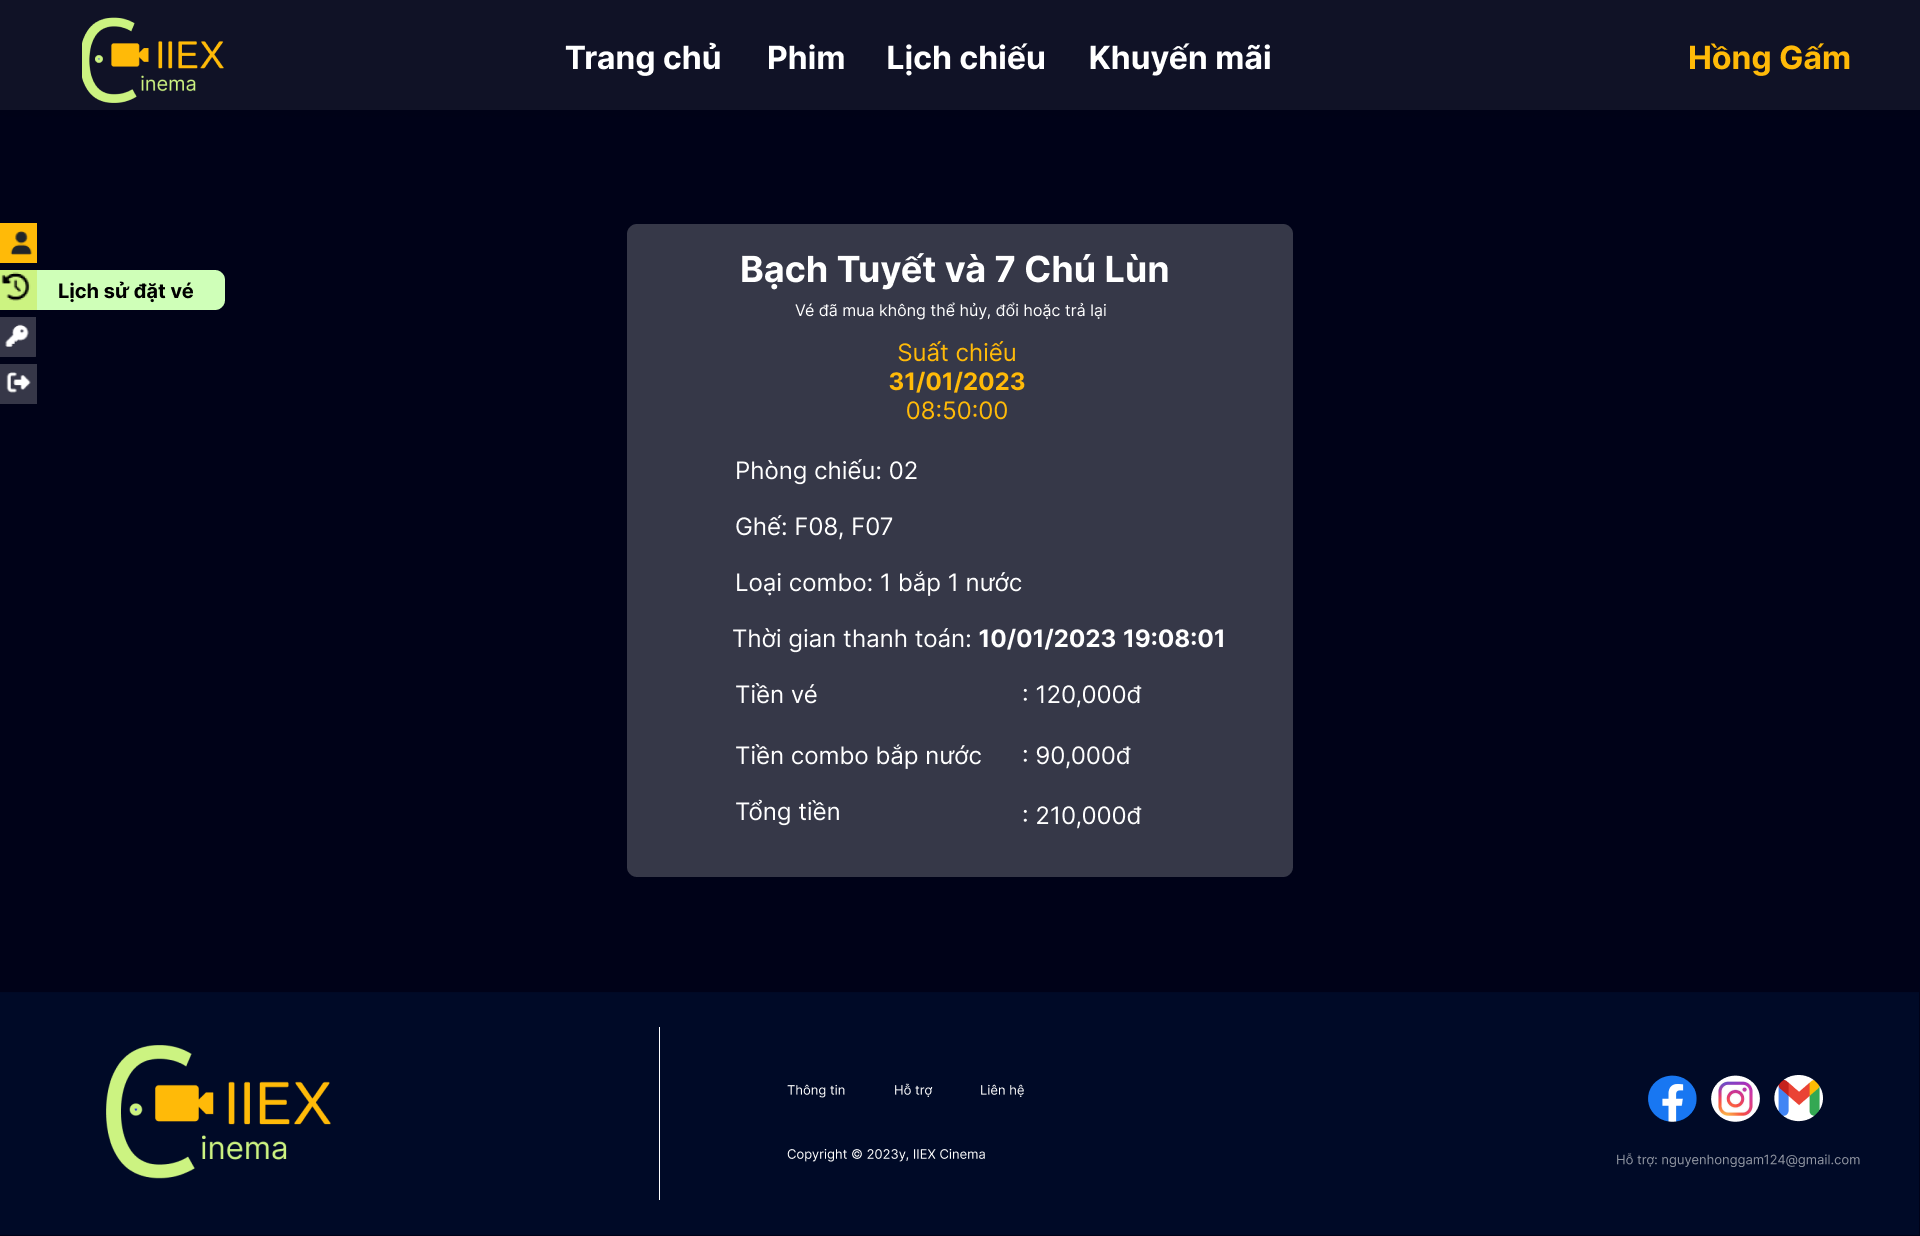 IIEX
inema
Trang chủ
Phim
Lịch chiếu
Khuyến mãi
Hồng Gấm
Lịch sử đặt vé
Bạch Tuyết và 7 Chú Lùn
Vé đã mua không thể hủy, đổi hoặc trả lại
Suất chiếu
31/01/2023
08:50:00
Phòng chiếu: 02
Ghế: F08, F07
Loại combo: 1 bắp 1 nước
Thời gian thanh toán: 10/01/2023 19:08:01
Tiền vé : 120,000đ
Tiền combo bắp nước : 90,000đ
Tổng tiền : 210,000đ
IIEX
inema
Thông tin
Hỗ trợ
Liên hệ
Copyright © 2023y, IIEX Cinema
Hỗ trợ: nguyenhonggam124@gmail.com